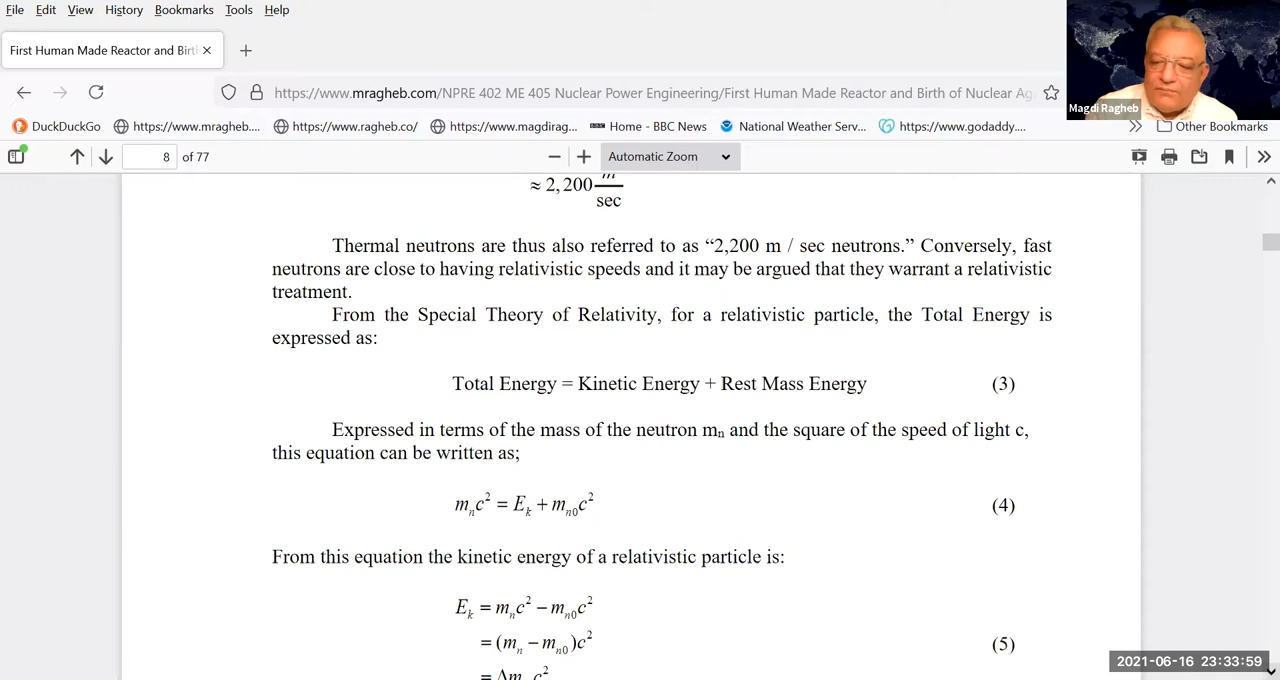 File Edit View History Bookmarks Tools Help
First Human Made Reactor and Birt
https://www.mragheb.com/NPRE 402 ME 405 Nuclear Power Engineering/First Human Made Reactor and Birth of Nuclear Ag
Magdi Ragheb
DuckDuckGo https://www.mragheb.... https://www.ragheb.co/ https://www.magdirag... Home - BBC News National Weather Serv... https://www.godaddy.... Other Bookmarks
8 of 77 Automatic Zoom
≈ 2,200 m
sec
Thermal neutrons are thus also referred to as “2,200 m / sec neutrons.” Conversely, fast
neutrons are close to having relativistic speeds and it may be argued that they warrant a relativistic
treatment.
From the Special Theory of Relativity, for a relativistic particle, the Total Energy is
expressed as:
Total Energy = Kinetic Energy + Rest Mass Energy (3)
Expressed in terms of the mass of the neutron mₙ and the square of the speed of light c,
this equation can be written as;
mₙc² = Eₖ + mₙ₀c² (4)
From this equation the kinetic energy of a relativistic particle is:
Eₖ = mₙc² − mₙ₀c²
= (mₙ − mₙ₀)c² (5)
= Δm c²
2021-06-16 23:33:59